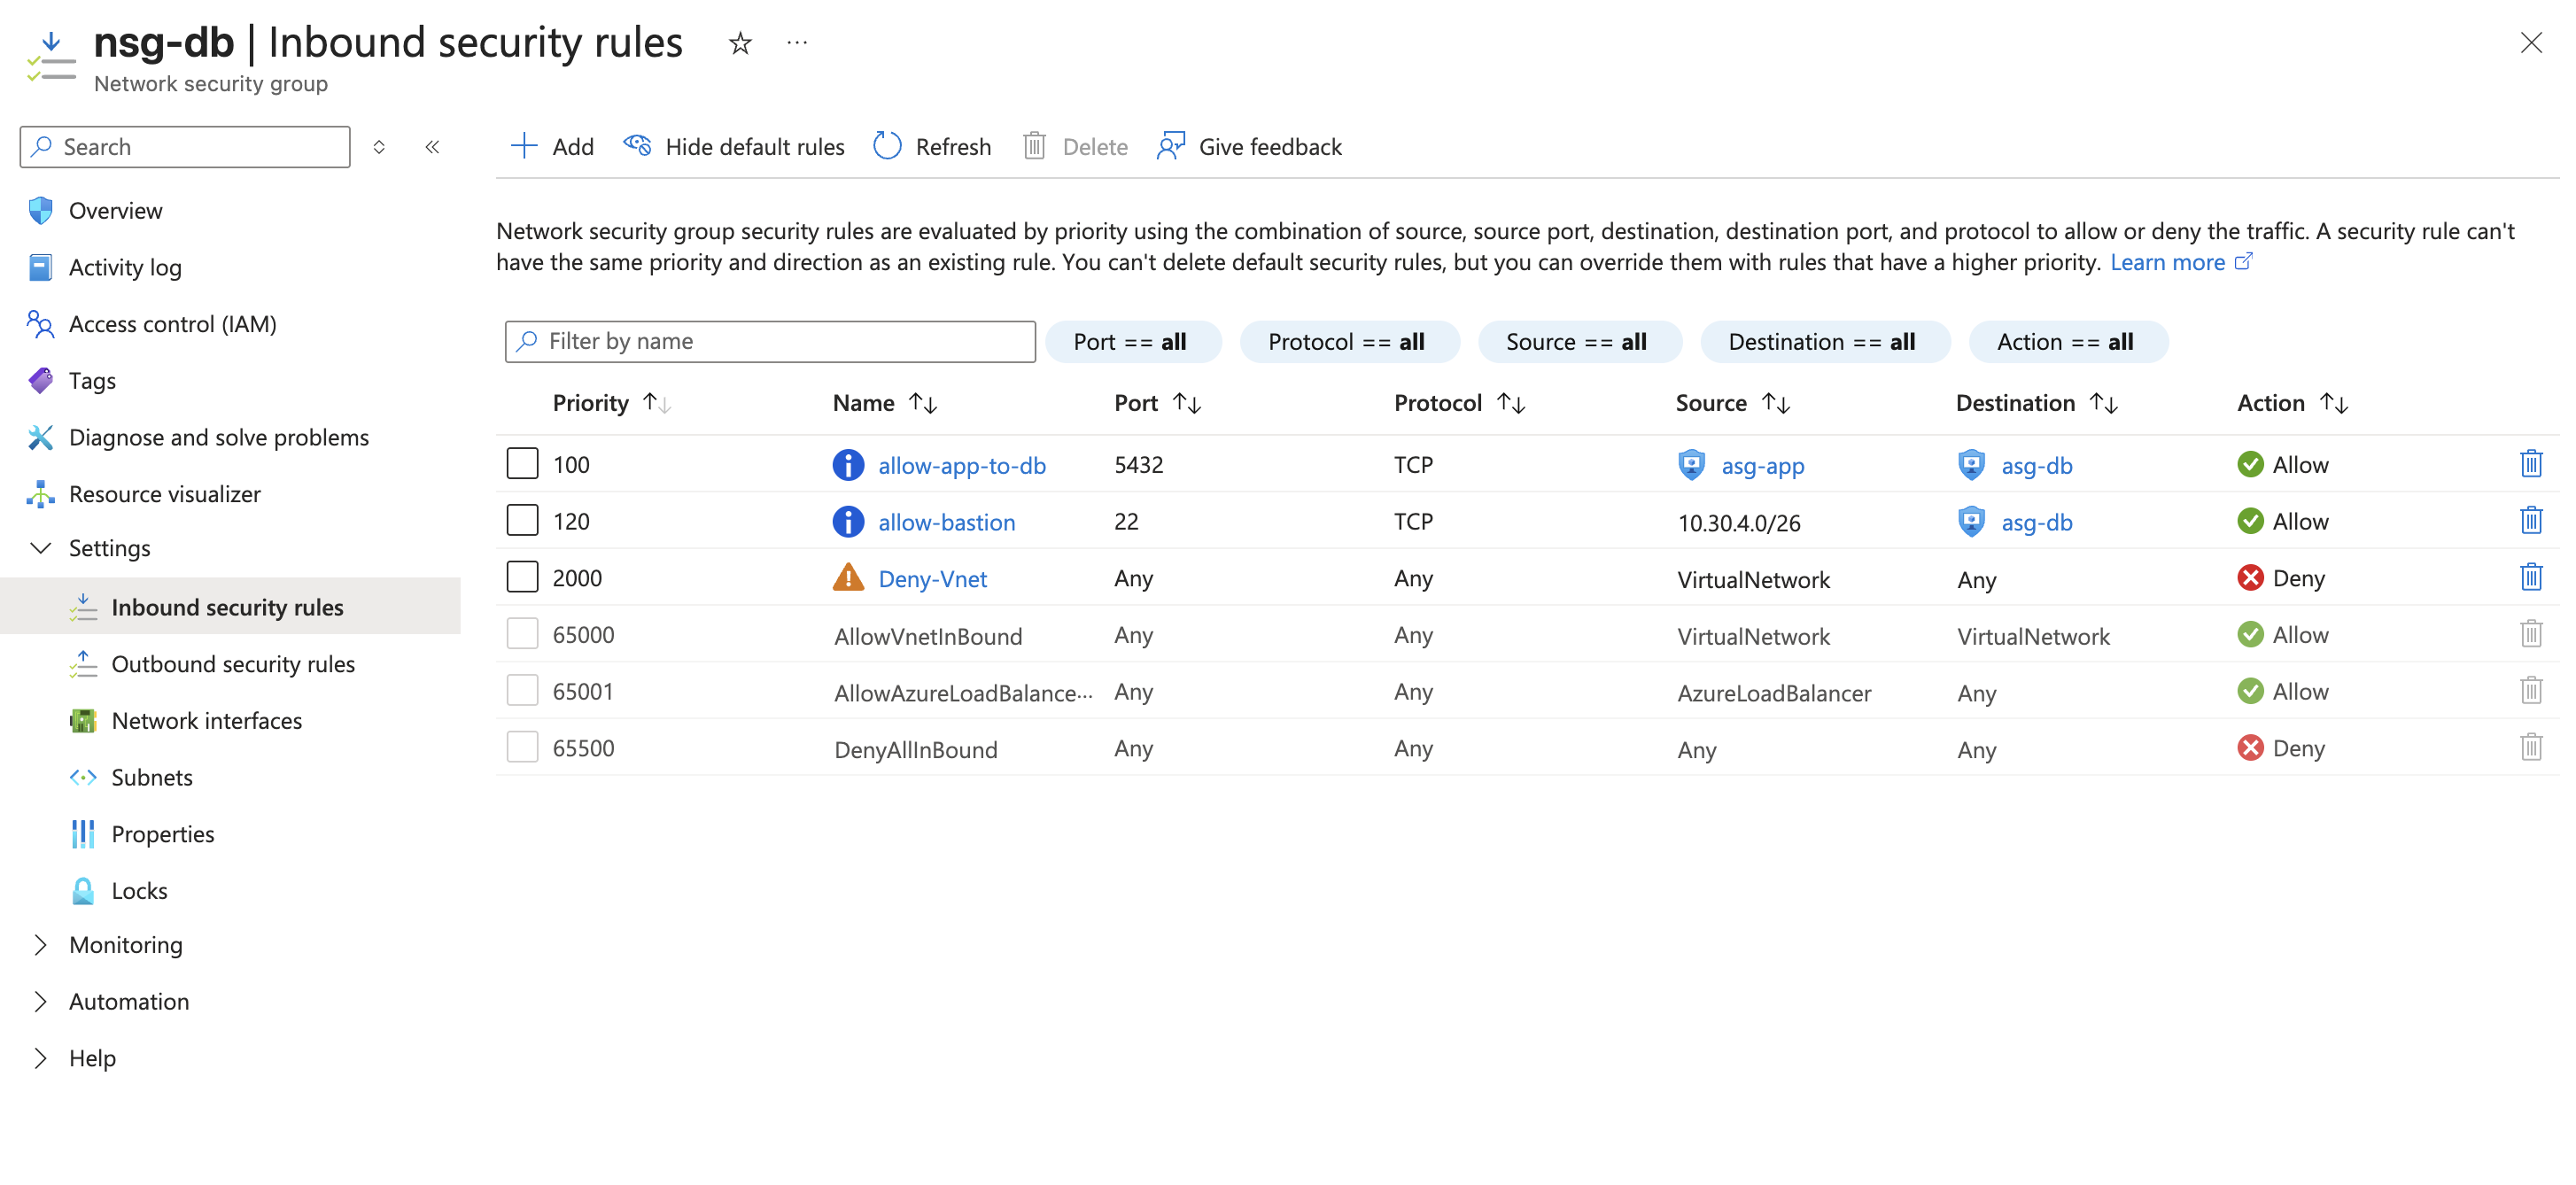 nsg-db | Inbound security rules ☆ ···
Network security group
Search
Overview
Activity log
Access control (IAM)
Tags
Diagnose and solve problems
Resource visualizer
Settings
Inbound security rules
Outbound security rules
Network interfaces
Subnets
Properties
Locks
Monitoring
Automation
Help
Add Hide default rules Refresh Delete Give feedback
Network security group security rules are evaluated by priority using the combination of source, source port, destination, destination port, and protocol to allow or deny the traffic. A security rule can't
have the same priority and direction as an existing rule. You can't delete default security rules, but you can override them with rules that have a higher priority. Learn more
Filter by name Port == all Protocol == all Source == all Destination == all Action == all
Priority ↑↓ Name ↑↓ Port ↑↓ Protocol ↑↓ Source ↑↓ Destination ↑↓ Action ↑↓
100 allow-app-to-db 5432 TCP asg-app asg-db Allow
120 allow-bastion 22 TCP 10.30.4.0/26 asg-db Allow
2000 Deny-Vnet Any Any VirtualNetwork Any Deny
65000 AllowVnetInBound Any Any VirtualNetwork VirtualNetwork Allow
65001 AllowAzureLoadBalance··· Any Any AzureLoadBalancer Any Allow
65500 DenyAllInBound Any Any Any Any Deny